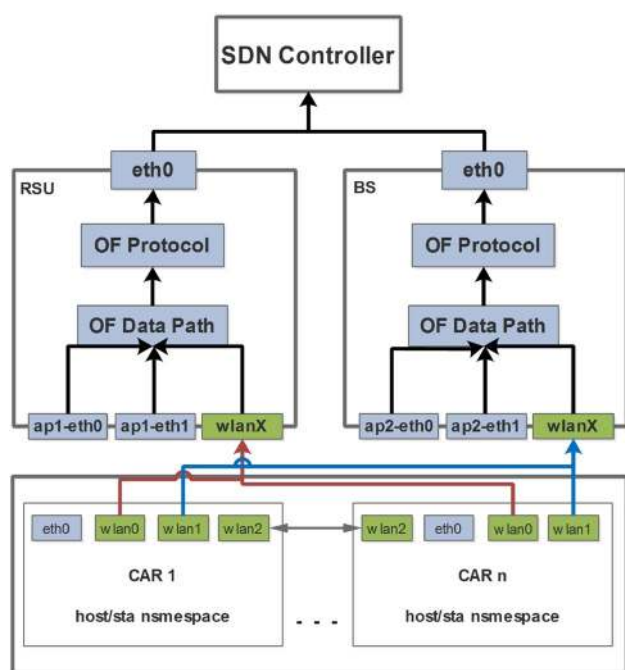 SDN Controller
eth0
eth0
RSU
BS
OF Protocol
OF Protocol
OF Data Path
OF Data Path
ap1-eth0
ap1-eth1
wlanX
ap2-eth0
ap2-eth1
wlanX
eth0
wlan0
wlan1
wlan2
wlan2
eth0
wlan0
wlan1
CAR 1
CAR n
host/sta nsmespace
. . .
host/sta nsmespace